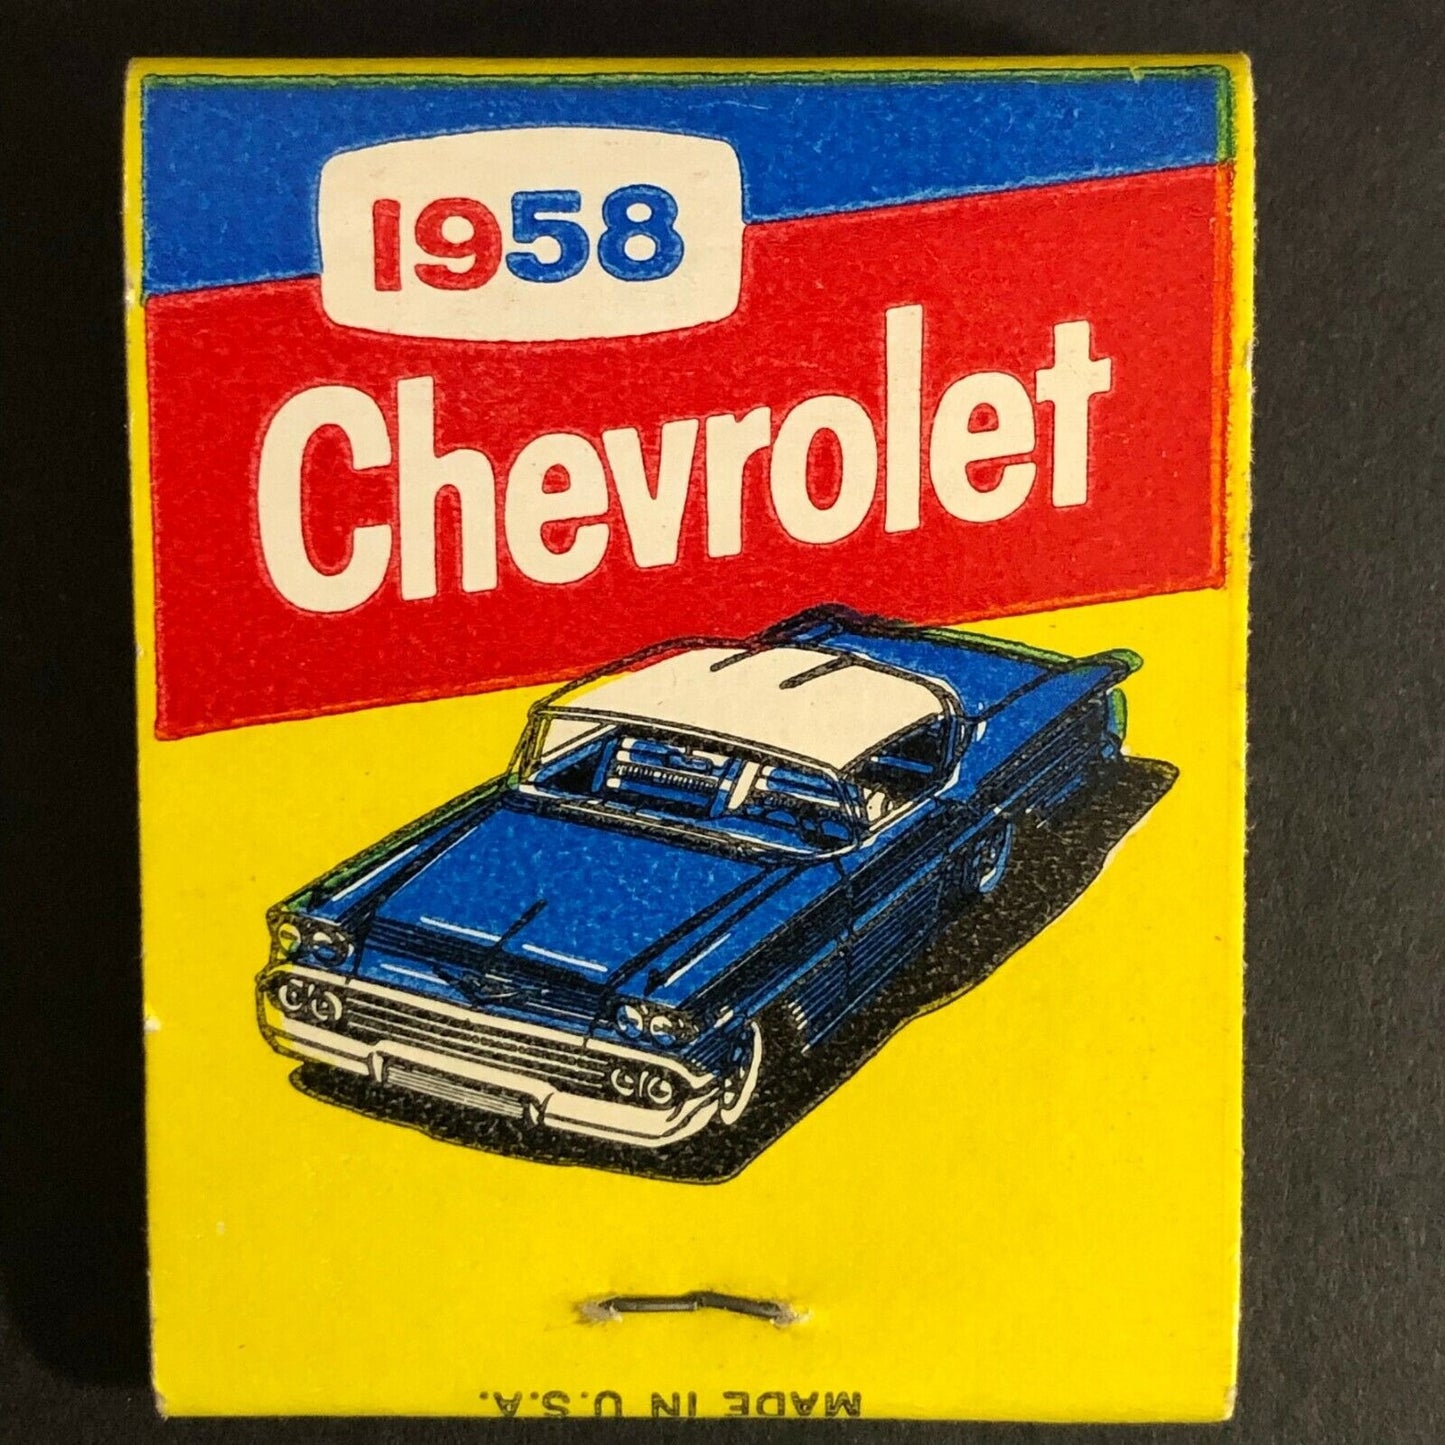 1958
Chevrolet
MADE IN U.S.A.